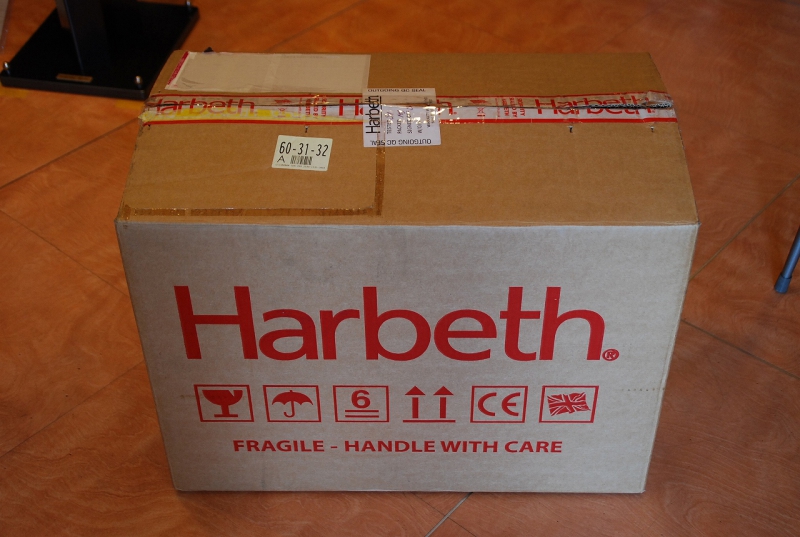 Harbeth
Harbeth
Harbeth
60-31-32
A
OUTGOING QC SEAL
Harbeth®
6
CE
FRAGILE - HANDLE WITH CARE